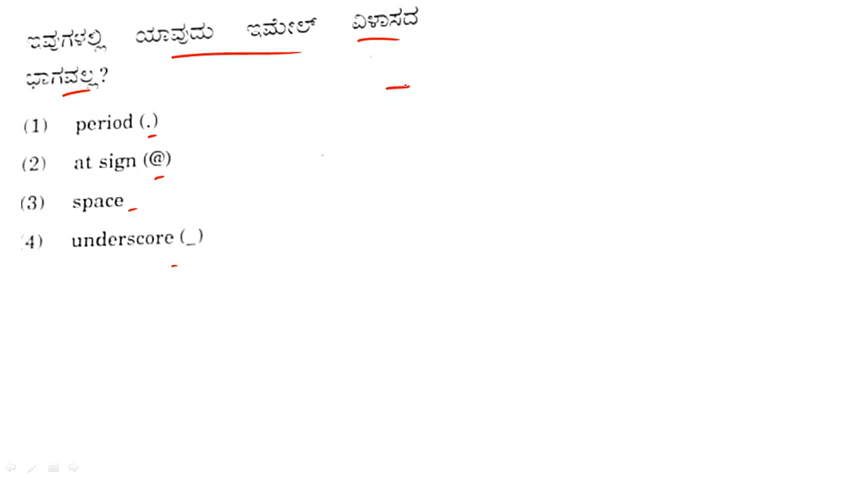 ಇವುಗಳಲ್ಲಿ ಯಾವುದು ಇಮೇಲ್ ವಿಳಾಸದ
ಭಾಗವಲ್ಲ?
(1) period (.)
(2) at sign (@)
(3) space
(4) underscore (_)